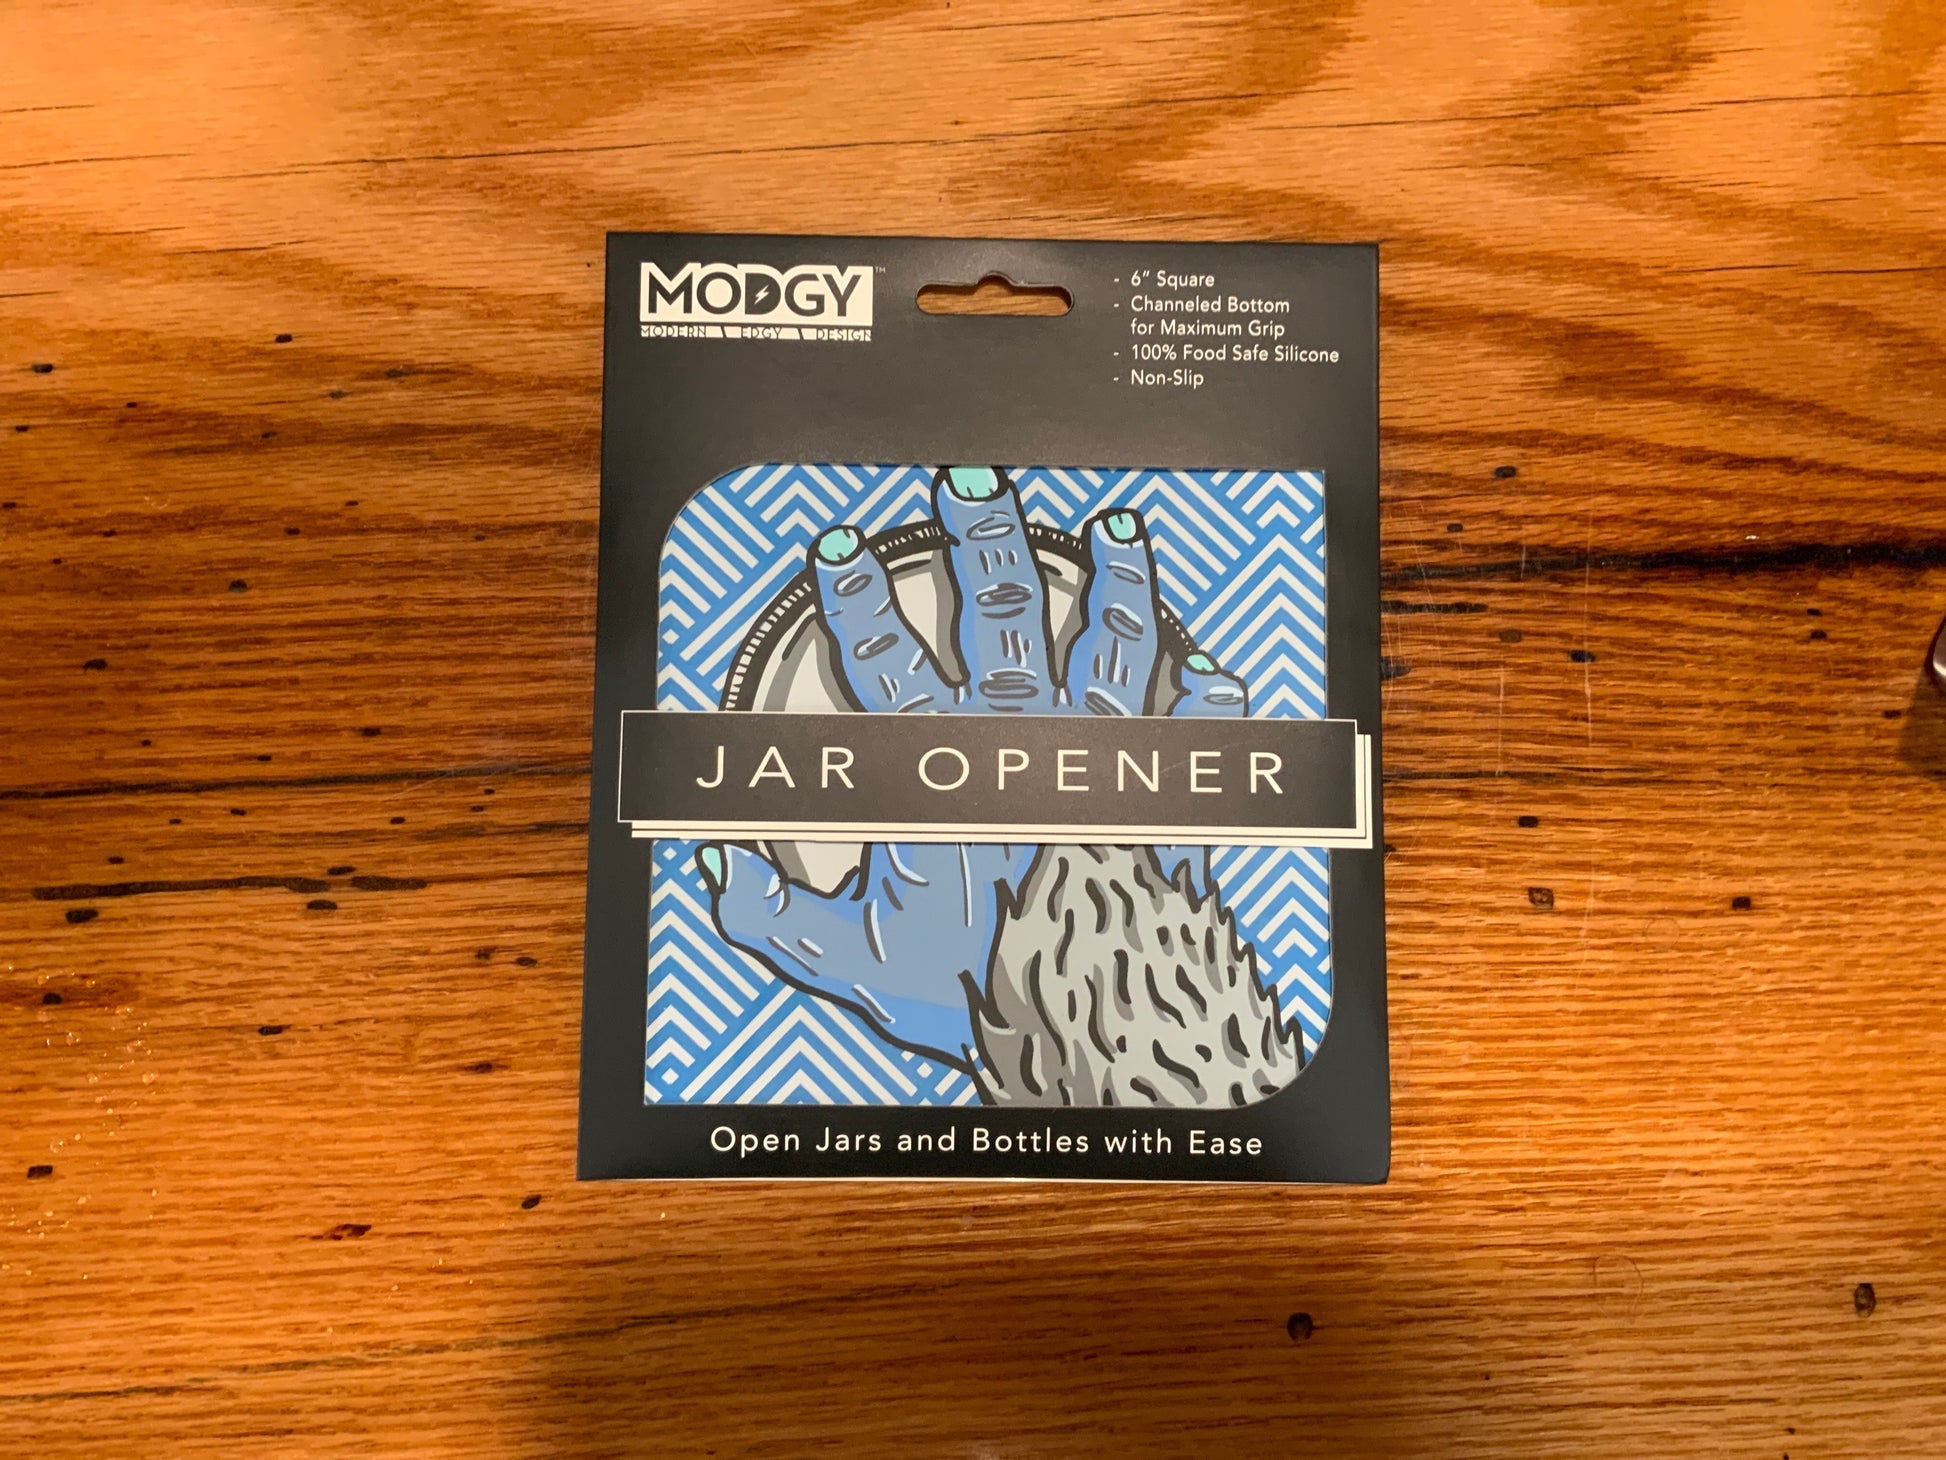 MODGY™
MODERN \ EDGY \ DESIGN
- 6" Square
- Channeled Bottom
for Maximum Grip
- 100% Food Safe Silicone
- Non-Slip
JAR OPENER
Open Jars and Bottles with Ease